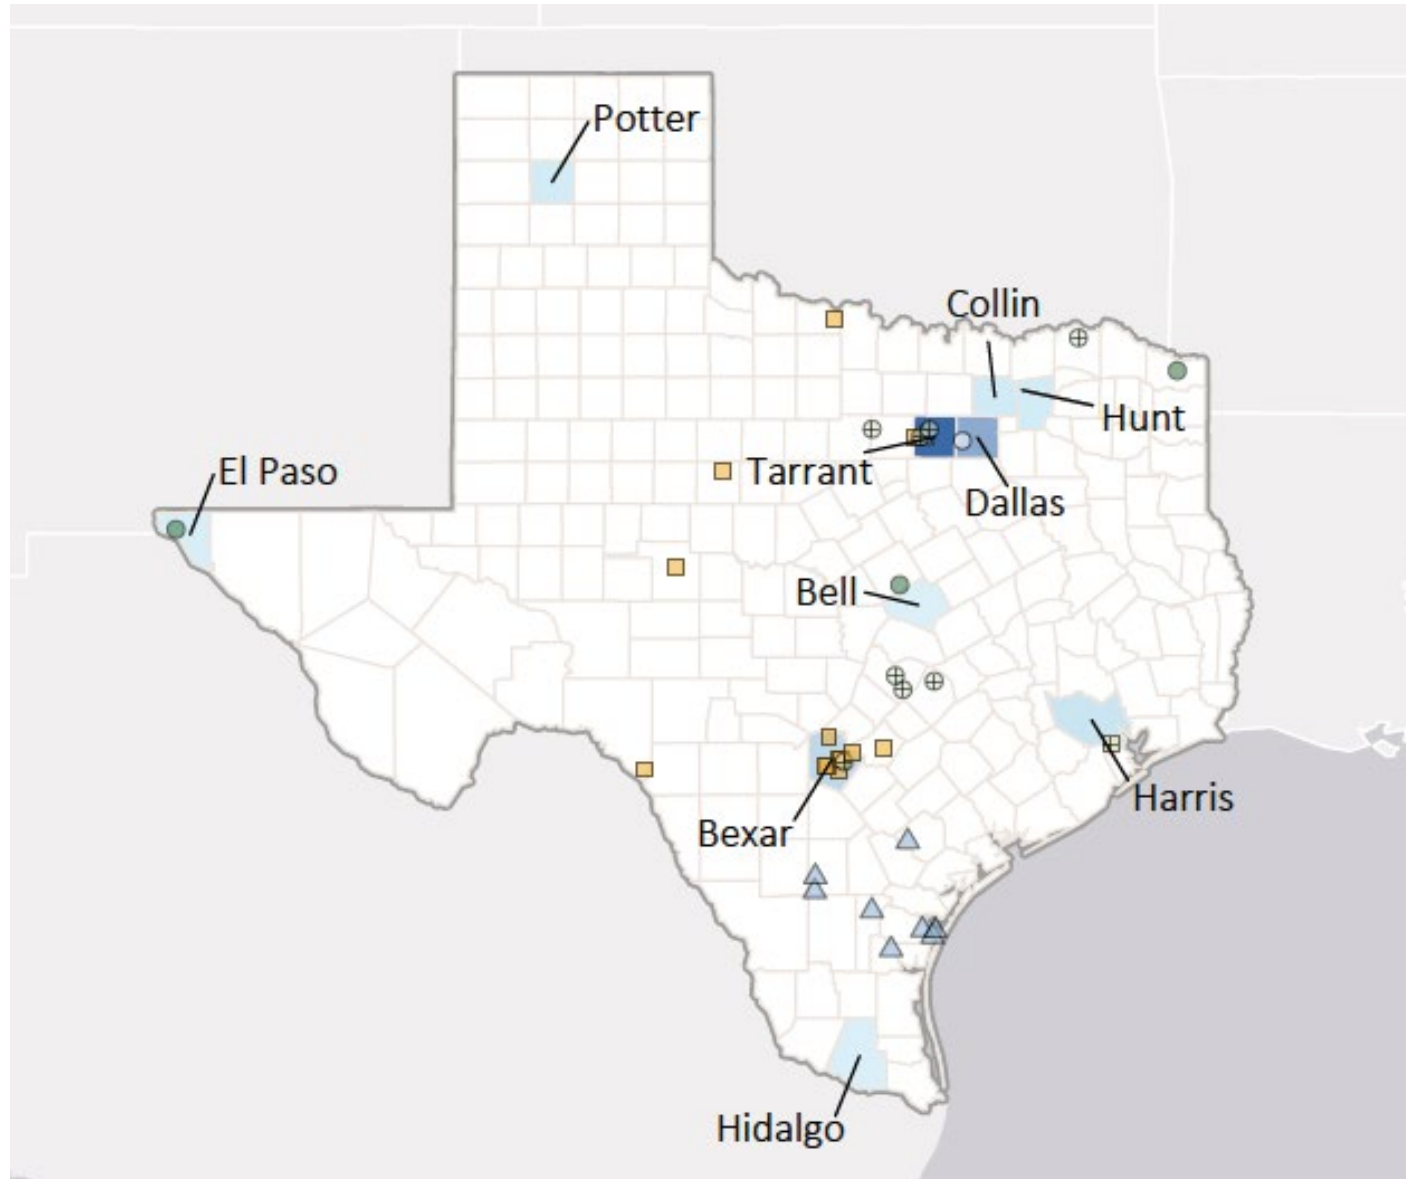 Potter
Collin
Hunt
El Paso
Tarrant
Dallas
Bell
Harris
Bexar
Hidalgo